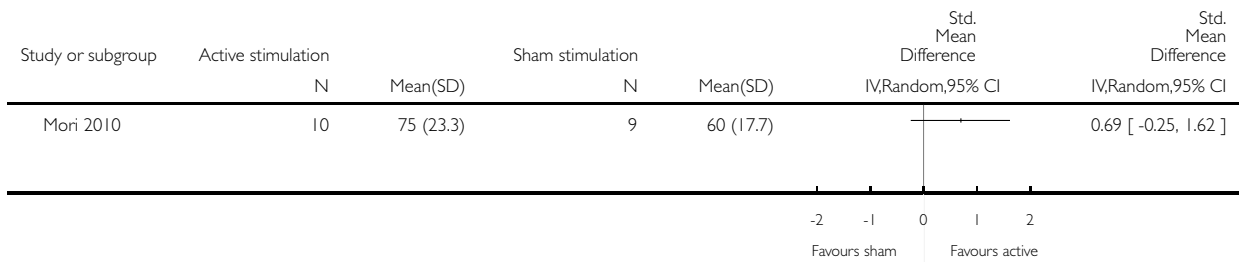 Std. Std.
Mean Mean
Study or subgroup Active stimulation Sham stimulation Difference Difference
N Mean(SD) N Mean(SD) IV,Random,95% CI IV,Random,95% CI
Mori 2010 10 75 (23.3) 9 60 (17.7) 0.69 [ -0.25, 1.62 ]
-2 -1 0 1 2
Favours sham Favours active